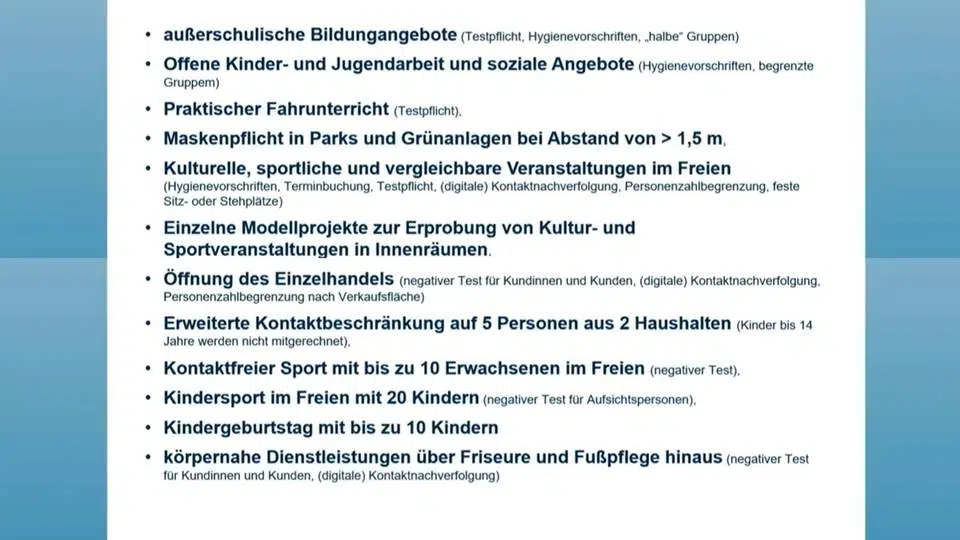 • außerschulische Bildungangebote (Testpflicht, Hygienevorschriften, „halbe“ Gruppen)
• Offene Kinder- und Jugendarbeit und soziale Angebote (Hygienevorschriften, begrenzte
Gruppem)
• Praktischer Fahrunterricht (Testpflicht),
• Maskenpflicht in Parks und Grünanlagen bei Abstand von > 1,5 m,
• Kulturelle, sportliche und vergleichbare Veranstaltungen im Freien
(Hygienevorschriften, Terminbuchung, Testpflicht, (digitale) Kontaktnachverfolgung, Personenzahlbegrenzung, feste
Sitz- oder Stehplätze)
• Einzelne Modellprojekte zur Erprobung von Kultur- und
Sportveranstaltungen in Innenräumen.
• Öffnung des Einzelhandels (negativer Test für Kundinnen und Kunden, (digitale) Kontaktnachverfolgung,
Personenzahlbegrenzung nach Verkaufsfläche)
• Erweiterte Kontaktbeschränkung auf 5 Personen aus 2 Haushalten (Kinder bis 14
Jahre werden nicht mitgerechnet),
• Kontaktfreier Sport mit bis zu 10 Erwachsenen im Freien (negativer Test),
• Kindersport im Freien mit 20 Kindern (negativer Test für Aufsichtspersonen),
• Kindergeburtstag mit bis zu 10 Kindern
• körpernahe Dienstleistungen über Friseure und Fußpflege hinaus (negativer Test
für Kundinnen und Kunden, (digitale) Kontaktnachverfolgung)